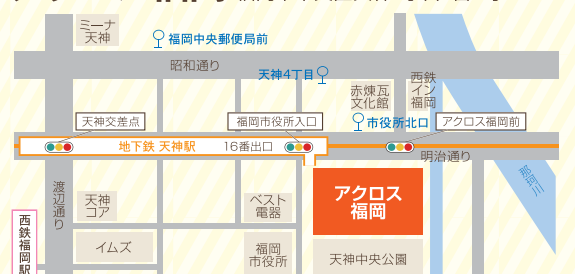 ミーナ
天神
福岡中央郵便局前
昭和通り
天神4丁目
赤煉瓦
文化館
西鉄
イン
福岡
市役所北口
天神交差点
福岡市役所入口
アクロス福岡前
地下鉄 天神駅
16番出口
明治通り
那珂川
渡辺通り
天神
コア
ベスト
電器
アクロス
福岡
西鉄福岡駅
イムズ
福岡
市役所
天神中央公園